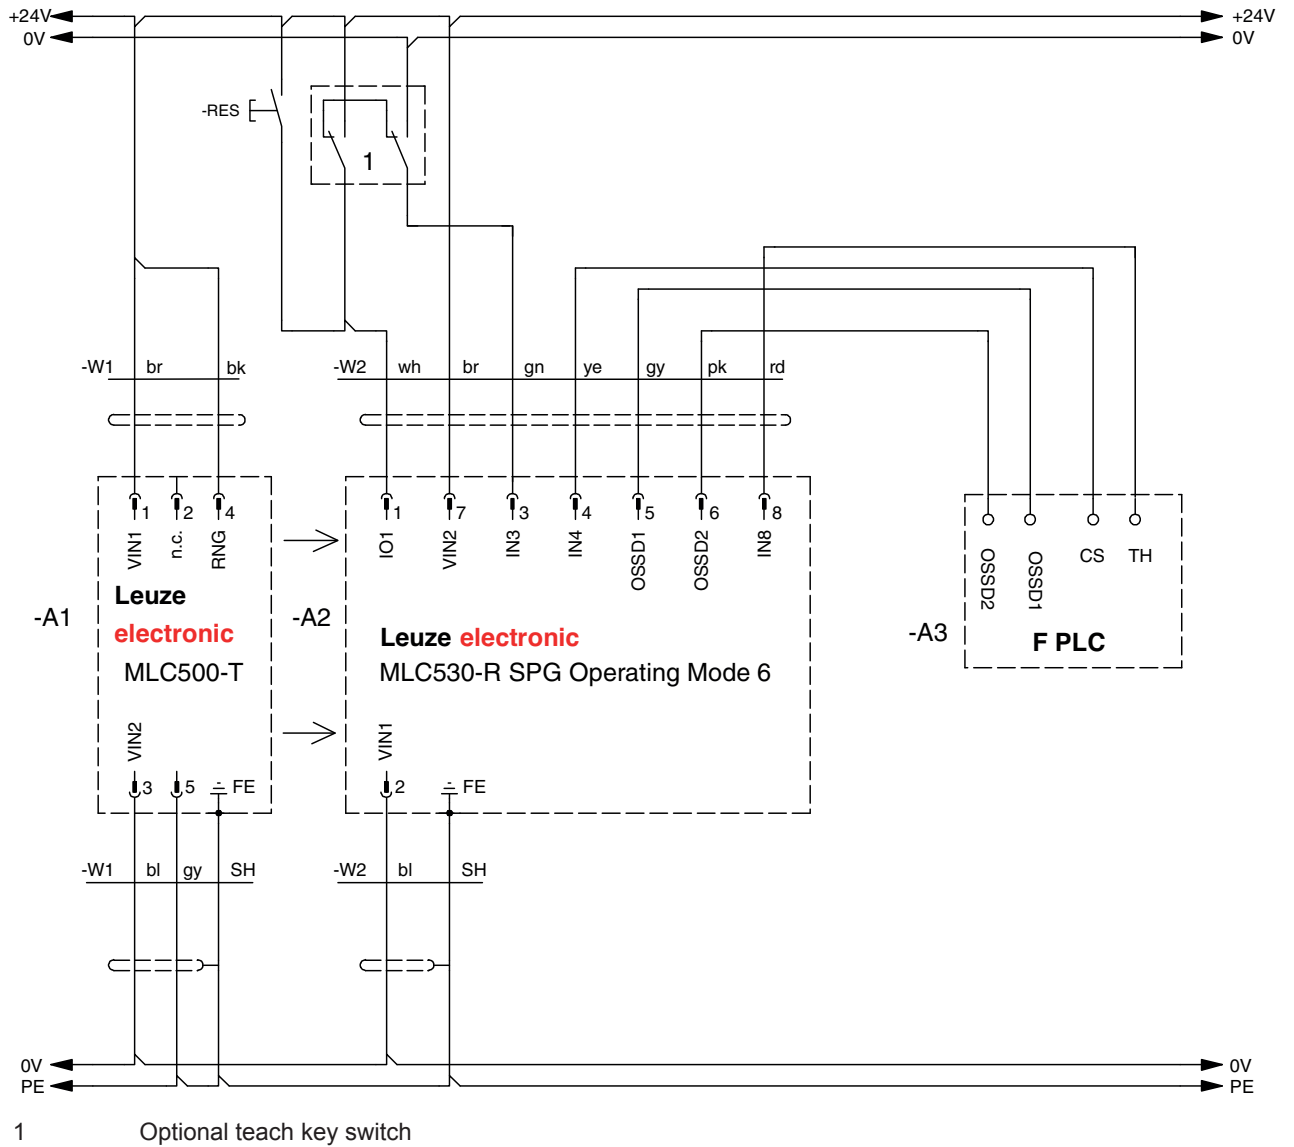 +24V
+24V
0V
0V
-RES
1
-W1 br bk
-W2 wh br gn ye gy pk rd
1 2 4
VIN1 n.c. RNG
1 7 3 4 5 6 8
IO1 VIN2 IN3 IN4 OSSD1 OSSD2 IN8
OSSD2 OSSD1 CS TH
-A1
Leuze
electronic
MLC500-T
-A2
Leuze electronic
MLC530-R SPG Operating Mode 6
-A3
F PLC
VIN2
3 5 FE
VIN1
2 FE
-W1 bl gy SH
-W2 bl SH
0V
0V
PE
PE
1 Optional teach key switch